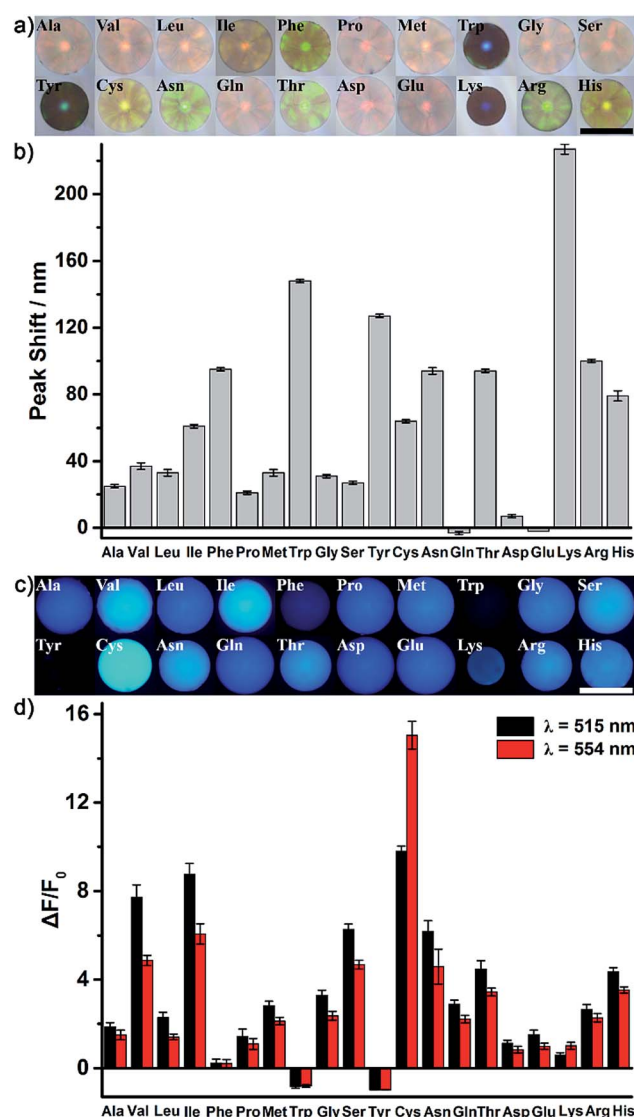 a) Ala Val Leu Ile Phe Pro Met Trp Gly Ser
Tyr Cys Asn Gln Thr Asp Glu Lys Arg His
b)
220
200
160
120
80
40
0
Peak Shift / nm
Ala Val Leu Ile Phe Pro Met Trp Gly Ser Tyr Cys Asn Gln Thr Asp Glu Lys Arg His
c) Ala Val Leu Ile Phe Pro Met Trp Gly Ser
Tyr Cys Asn Gln Thr Asp Glu Lys Arg His
d)
16
12
8
4
0
ΔF/F0
λ = 515 nm
λ = 554 nm
Ala Val Leu Ile Phe Pro Met Trp Gly Ser Tyr Cys Asn Gln Thr Asp Glu Lys Arg His